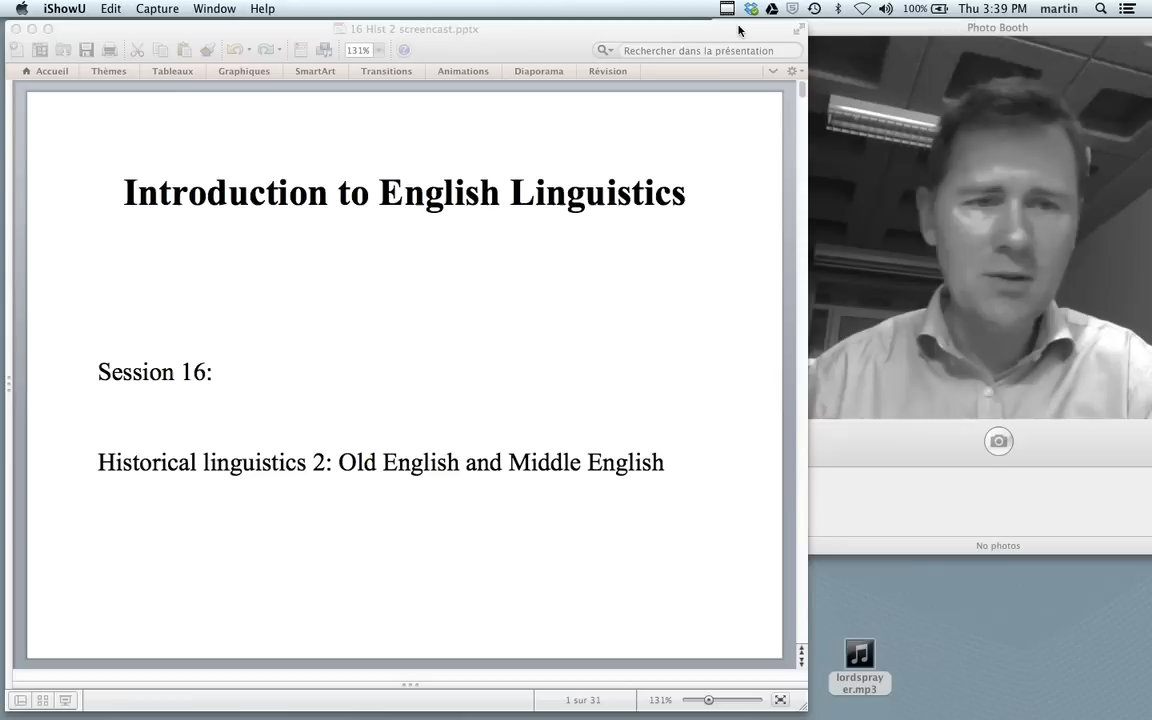 iShowU Edit Capture Window Help 100% Thu 3:39 PM martin
16 Hist 2 screencast.pptx
Photo Booth
131% Rechercher dans la présentation
Accueil Thèmes Tableaux Graphiques SmartArt Transitions Animations Diaporama Révision
Introduction to English Linguistics
Session 16:
Historical linguistics 2: Old English and Middle English
No photos
lordspray
er.mp3
1 sur 31 131%